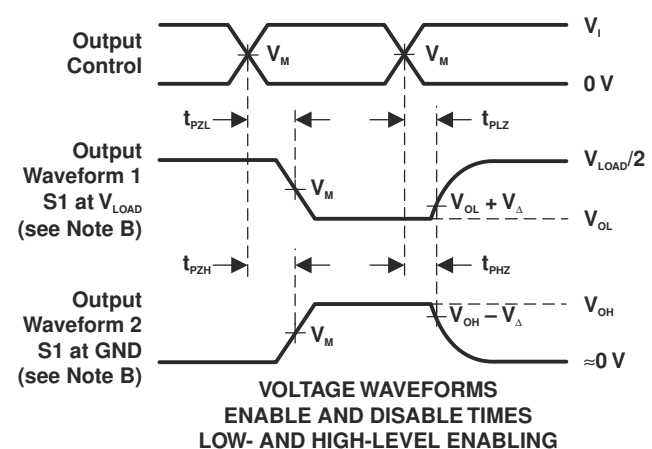 Output
Control
V_M
V_M
V_I
0 V
t_PZL
t_PLZ
Output
Waveform 1
S1 at V_LOAD
(see Note B)
V_M
V_OL + V_Δ
V_LOAD/2
V_OL
t_PZH
t_PHZ
Output
Waveform 2
S1 at GND
(see Note B)
V_M
V_OH – V_Δ
V_OH
≈0 V
VOLTAGE WAVEFORMS
ENABLE AND DISABLE TIMES
LOW- AND HIGH-LEVEL ENABLING